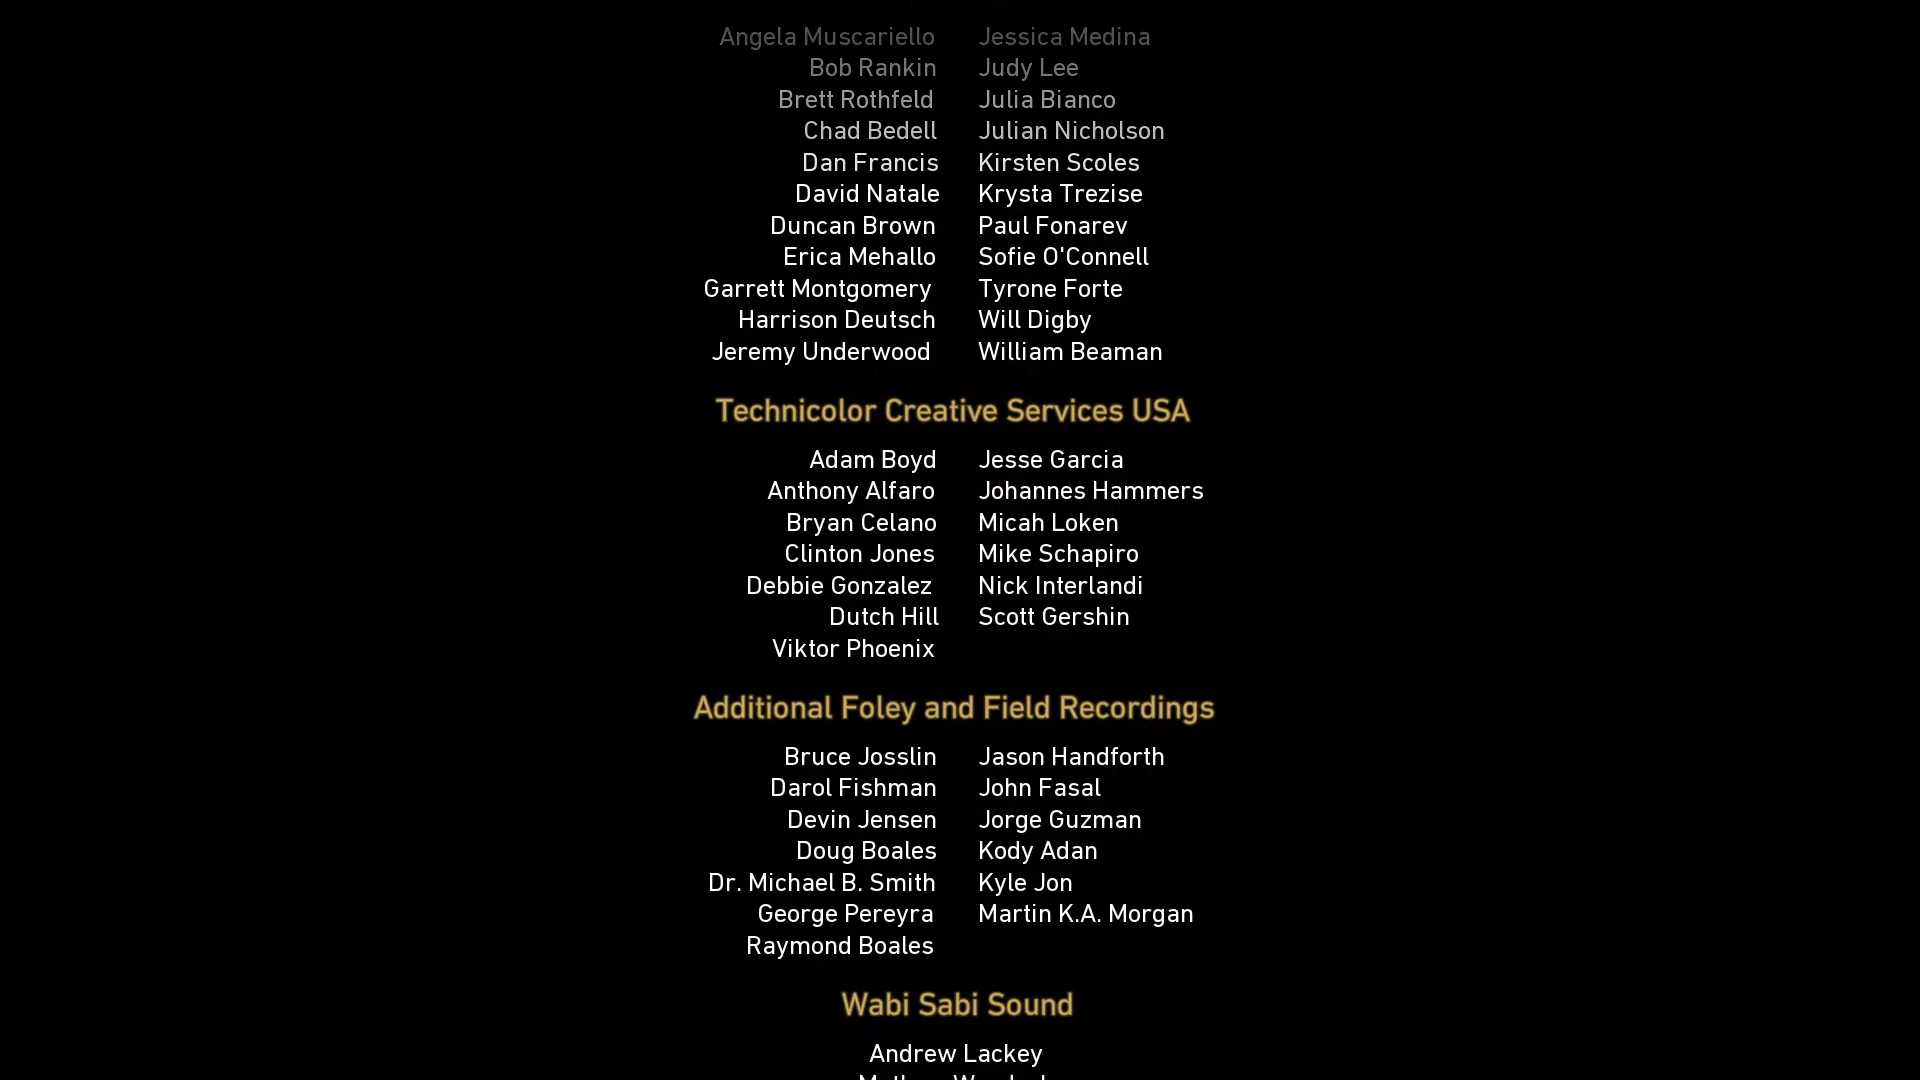 Angela Muscariello Jessica Medina
Bob Rankin Judy Lee
Brett Rothfeld Julia Bianco
Chad Bedell Julian Nicholson
Dan Francis Kirsten Scoles
David Natale Krysta Trezise
Duncan Brown Paul Fonarev
Erica Mehallo Sofie O'Connell
Garrett Montgomery Tyrone Forte
Harrison Deutsch Will Digby
Jeremy Underwood William Beaman
Technicolor Creative Services USA
Adam Boyd Jesse Garcia
Anthony Alfaro Johannes Hammers
Bryan Celano Micah Loken
Clinton Jones Mike Schapiro
Debbie Gonzalez Nick Interlandi
Dutch Hill Scott Gershin
Viktor Phoenix
Additional Foley and Field Recordings
Bruce Josslin Jason Handforth
Darol Fishman John Fasal
Devin Jensen Jorge Guzman
Doug Boales Kody Adan
Dr. Michael B. Smith Kyle Jon
George Pereyra Martin K.A. Morgan
Raymond Boales
Wabi Sabi Sound
Andrew Lackey